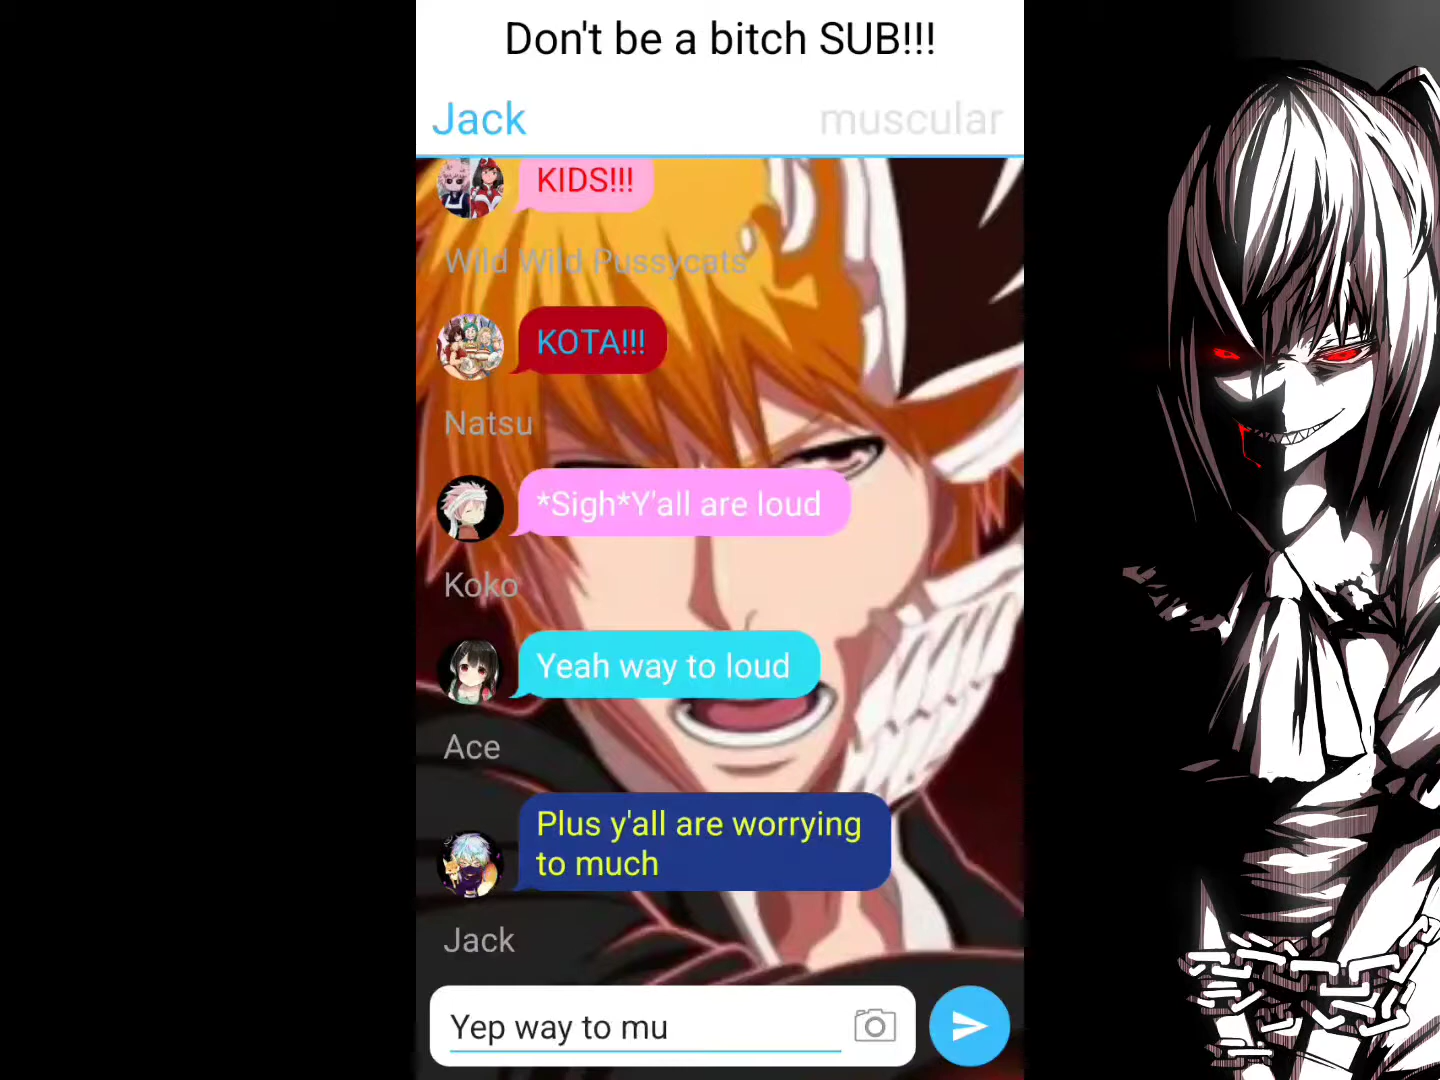 Don't be a bitch SUB!!!
Jack
muscular
KIDS!!!
Wild Wild Pussycats
KOTA!!!
Natsu
*Sigh*Y'all are loud
Koko
Yeah way to loud
Ace
Plus y'all are worrying
to much
Jack
Yep way to mu